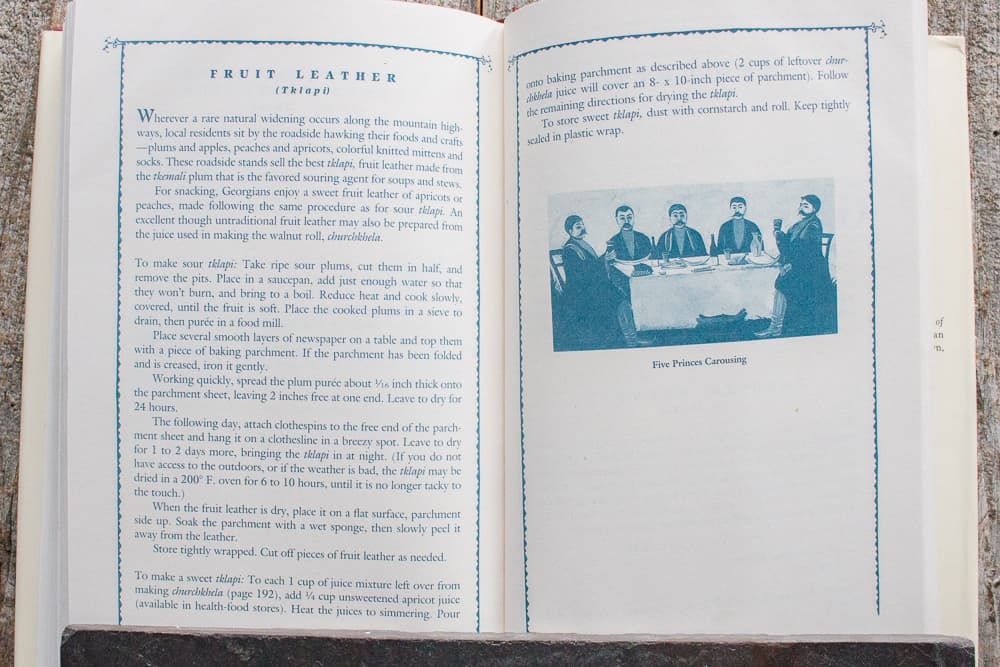 FRUIT LEATHER
(Tklapi)
Wherever a rare natural widening occurs along the mountain high-
ways, local residents sit by the roadside hawking their foods and crafts
—plums and apples, peaches and apricots, colorful knitted mittens and
socks. These roadside stands sell the best tklapi, fruit leather made from
the tkemali plum that is the favored souring agent for soups and stews.
For snacking, Georgians enjoy a sweet fruit leather of apricots or
peaches, made following the same procedure as for sour tklapi. An
excellent though untraditional fruit leather may also be prepared from
the juice used in making the walnut roll, churchkhela.
To make sour tklapi: Take ripe sour plums, cut them in half, and
remove the pits. Place in a saucepan, add just enough water so that
they won't burn, and bring to a boil. Reduce heat and cook slowly,
covered, until the fruit is soft. Place the cooked plums in a sieve to
drain, then purée in a food mill.
Place several smooth layers of newspaper on a table and top them
with a piece of baking parchment. If the parchment has been folded
and is creased, iron it gently.
Working quickly, spread the plum purée about 1/16 inch thick onto
the parchment sheet, leaving 2 inches free at one end. Leave to dry for
24 hours.
The following day, attach clothespins to the free end of the parch-
ment sheet and hang it on a clothesline in a breezy spot. Leave to dry
for 1 to 2 days more, bringing the tklapi in at night. (If you do not
have access to the outdoors, or if the weather is bad, the tklapi may be
dried in a 200° F. oven for 6 to 10 hours, until it is no longer tacky to
the touch.)
When the fruit leather is dry, place it on a flat surface, parchment
side up. Soak the parchment with a wet sponge, then slowly peel it
away from the leather.
Store tightly wrapped. Cut off pieces of fruit leather as needed.
To make a sweet tklapi: To each 1 cup of juice mixture left over from
making churchkhela (page 192), add ¼ cup unsweetened apricot juice
(available in health-food stores). Heat the juices to simmering. Pour
onto baking parchment as described above (2 cups of leftover chur-
chkhela juice will cover an 8- x 10-inch piece of parchment). Follow
the remaining directions for drying the tklapi.
To store sweet tklapi, dust with cornstarch and roll. Keep tightly
sealed in plastic wrap.
Five Princes Carousing
of
an